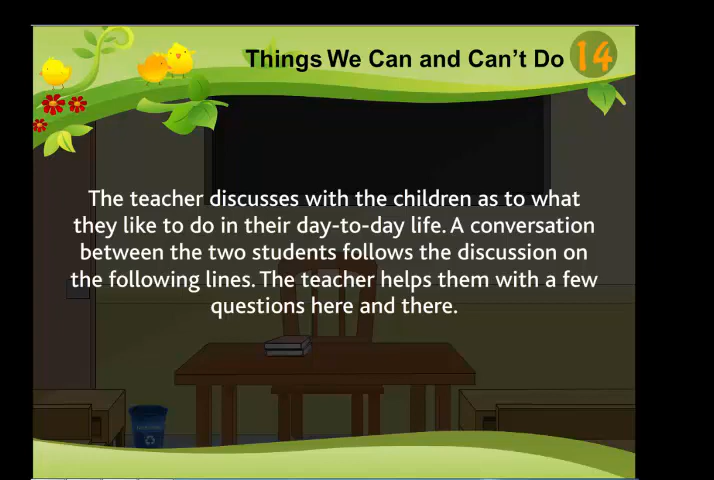 Things We Can and Can't Do 14
The teacher discusses with the children as to what
they like to do in their day-to-day life. A conversation
between the two students follows the discussion on
the following lines. The teacher helps them with a few
questions here and there.